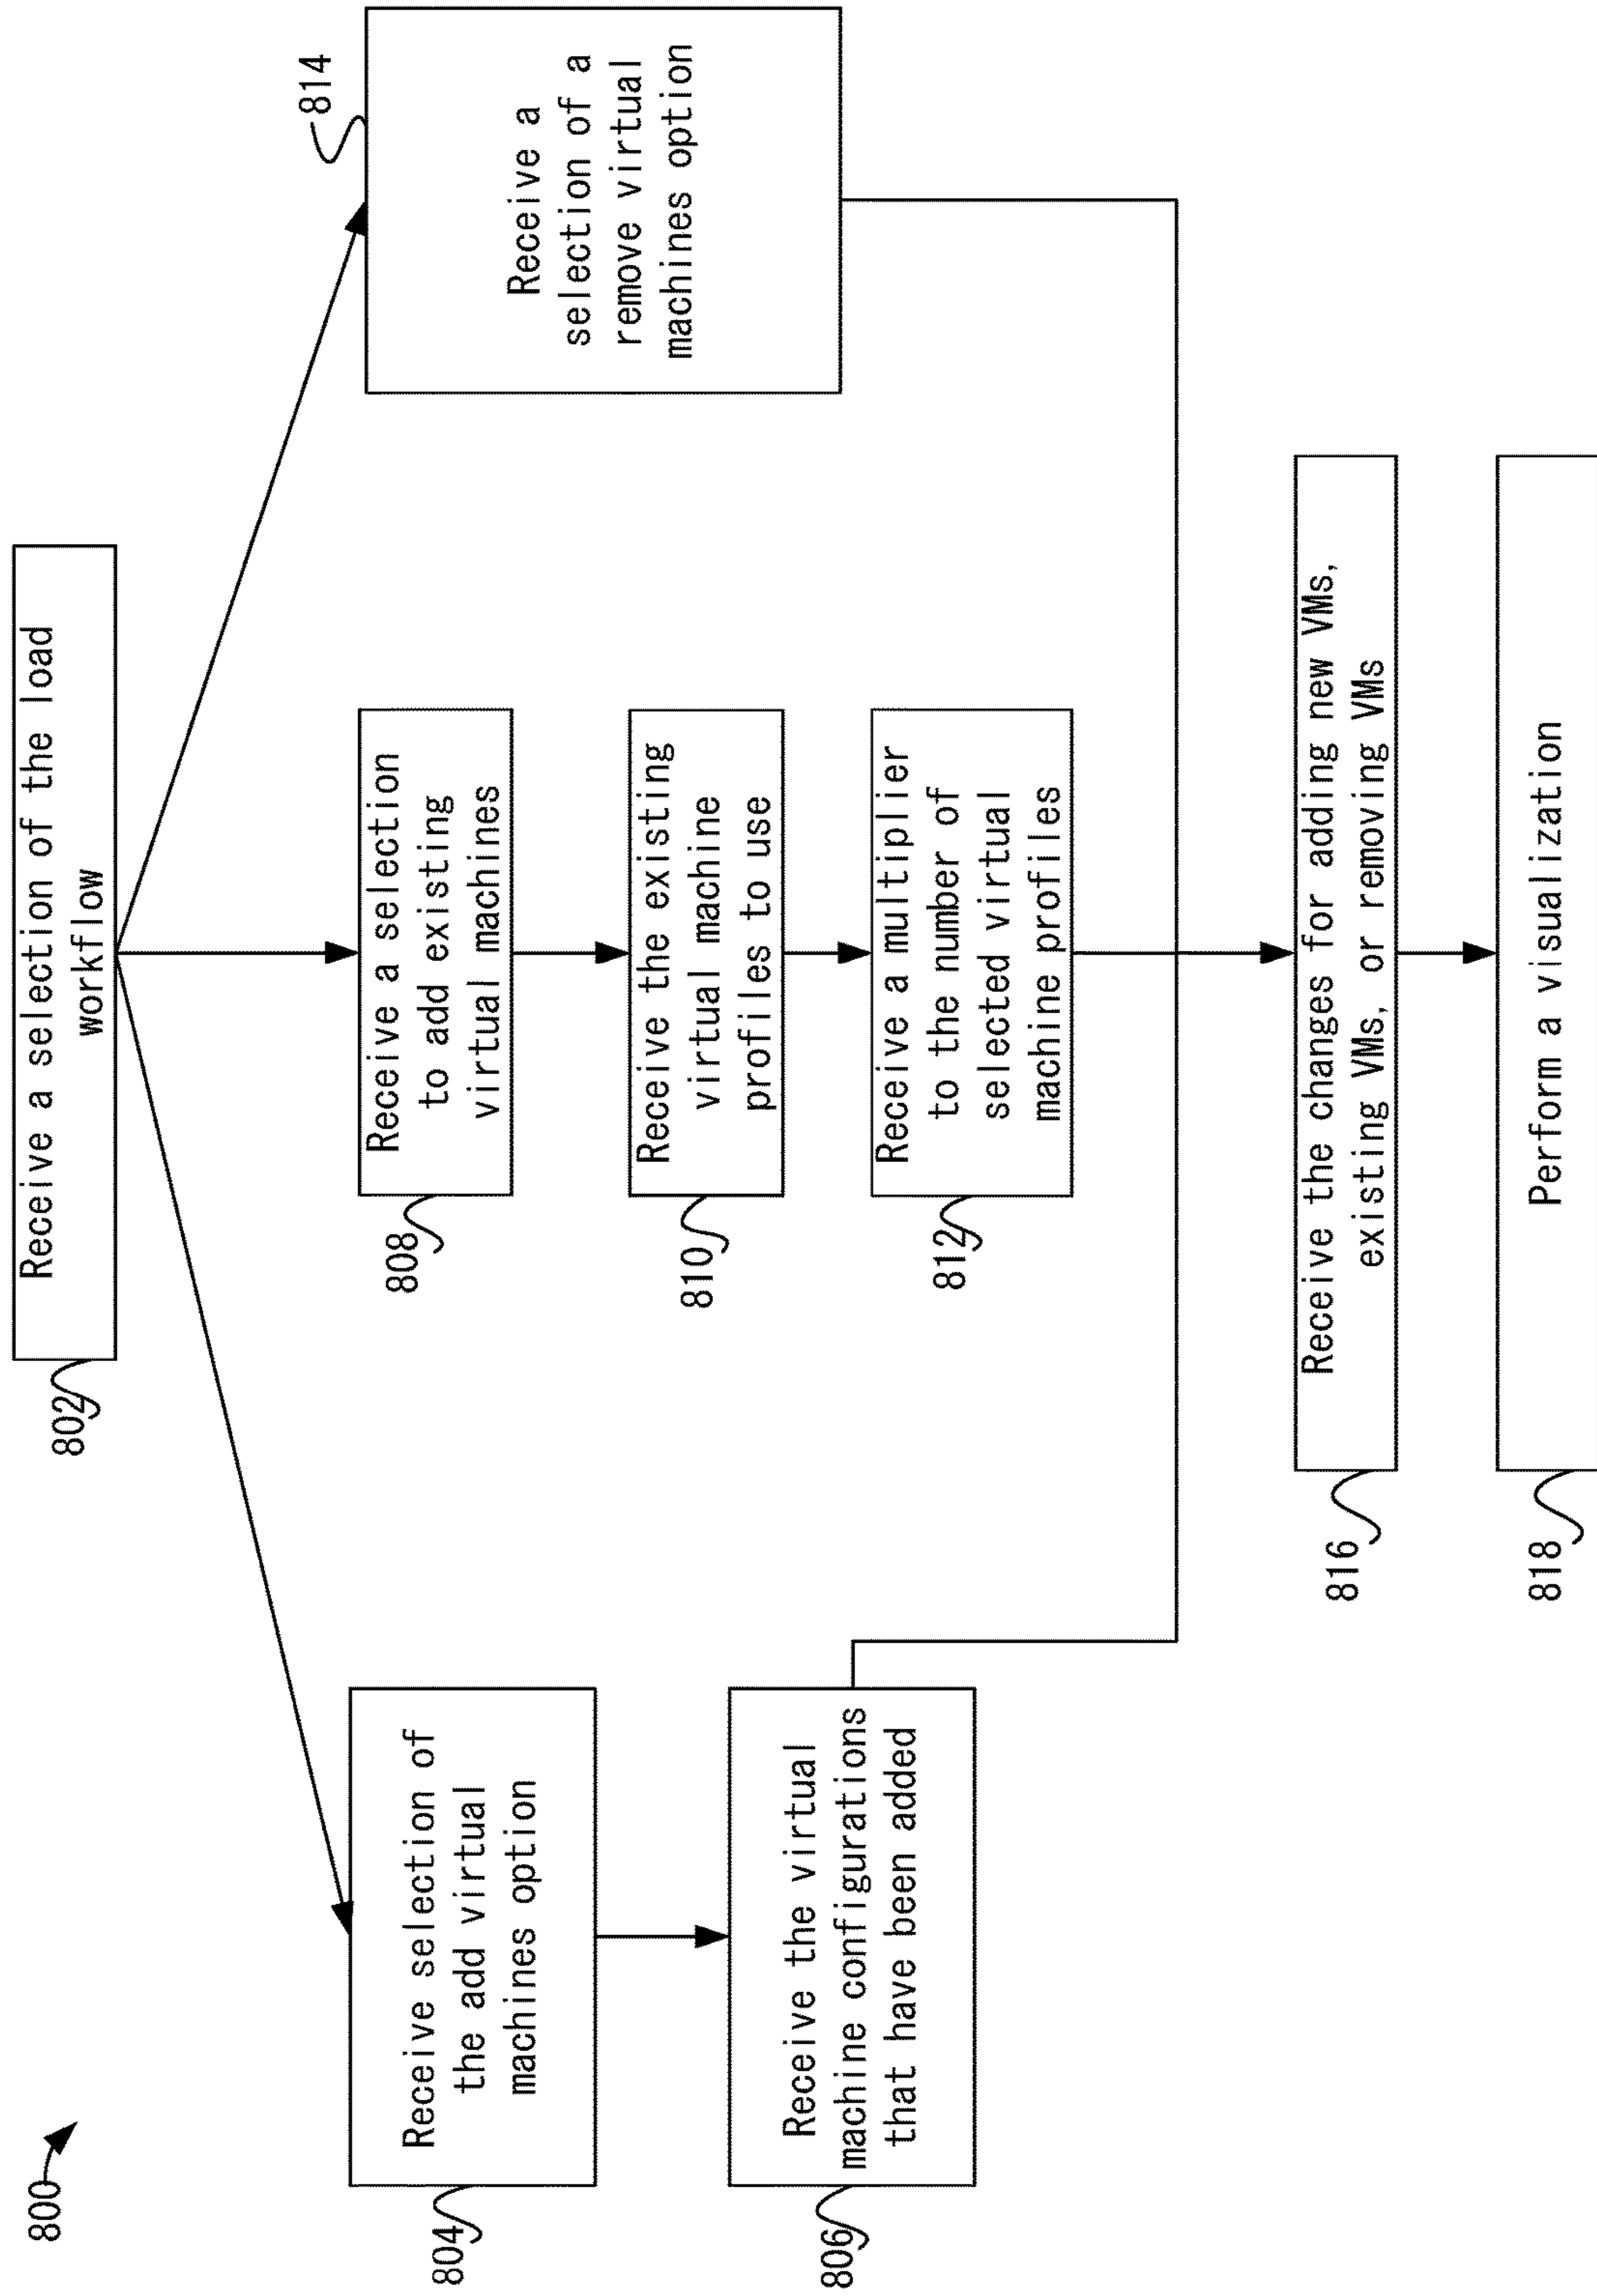 800
802
Receive a selection of the load
workflow
804
Receive selection of
the add virtual
machines option
806
Receive the virtual
machine configurations
that have been added
808
Receive a selection
to add existing
virtual machines
810
Receive the existing
virtual machine
profiles to use
812
Receive a multiplier
to the number of
selected virtual
machine profiles
814
Receive a
selection of a
remove virtual
machines option
816
Receive the changes for adding new VMs,
existing VMs, or removing VMs
818
Perform a visualization